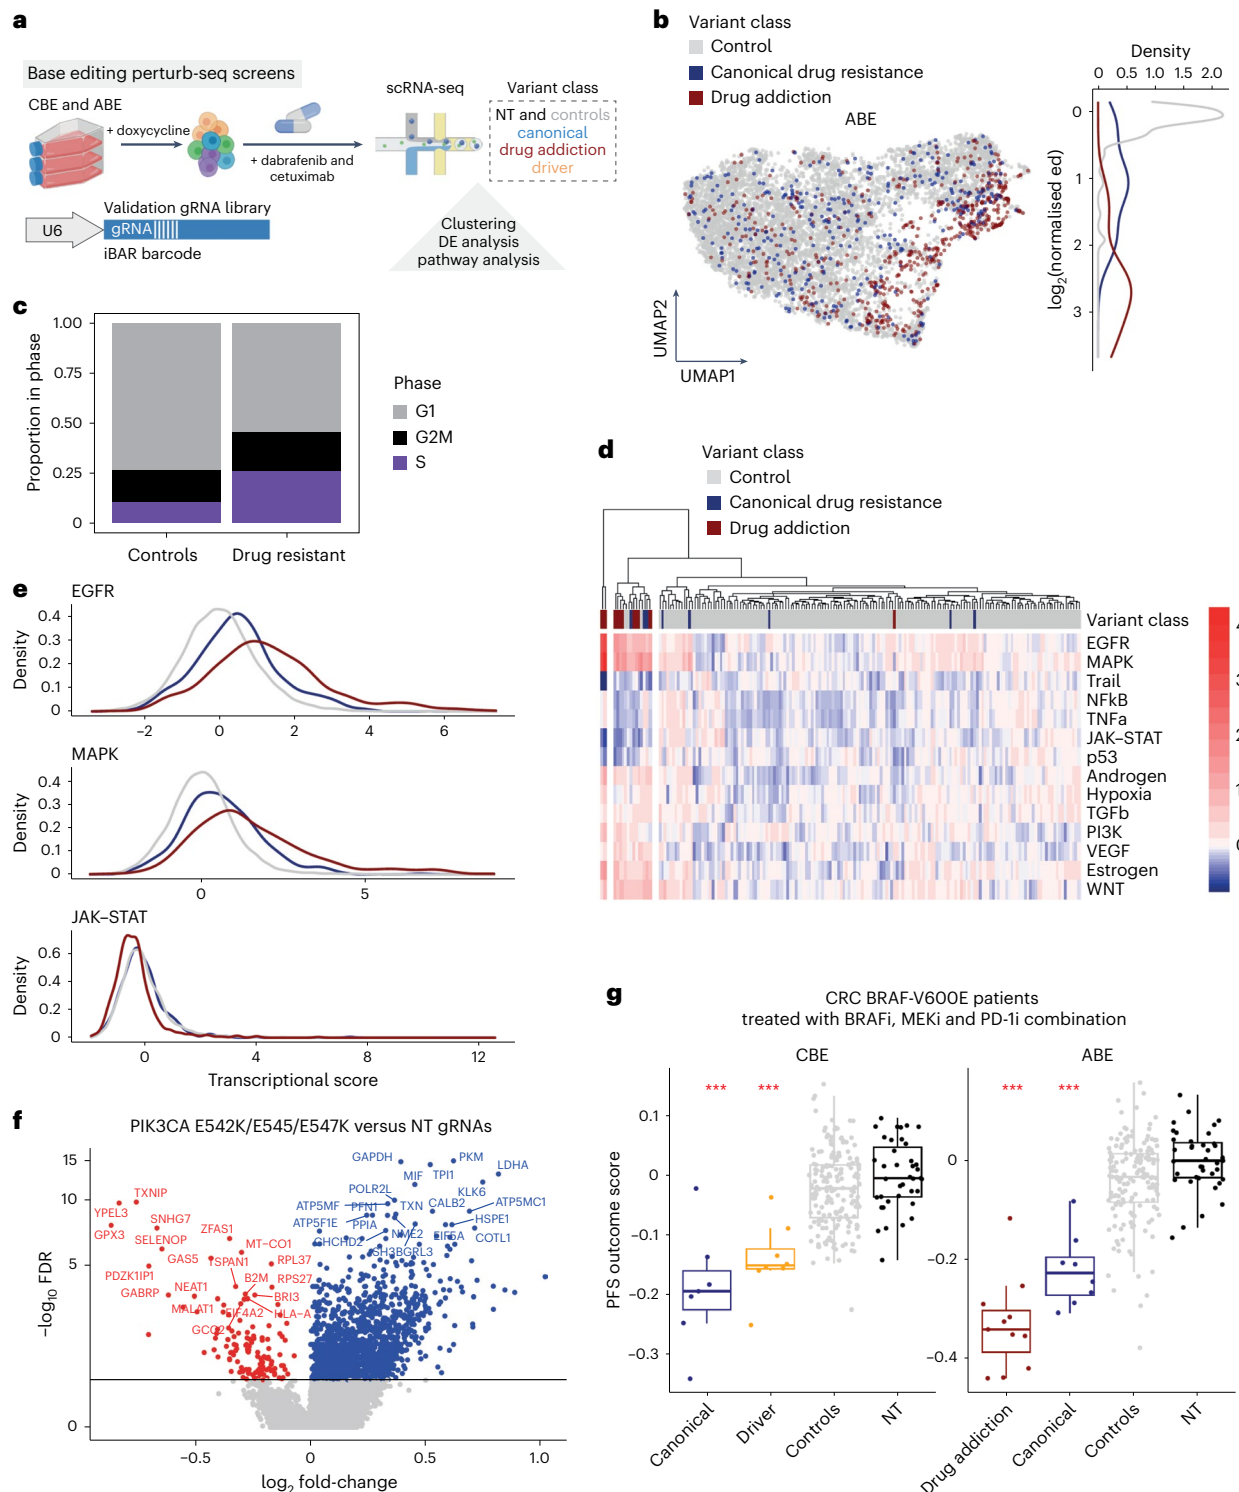 a
Base editing perturb-seq screens
CBE and ABE
+ doxycycline
+ dabrafenib and
cetuximab
scRNA-seq
Variant class
NT and controls
canonical
drug addiction
driver
U6
Validation gRNA library
gRNA
iBAR barcode
Clustering
DE analysis
pathway analysis
b
Variant class
Control
Canonical drug resistance
Drug addiction
ABE
UMAP2
UMAP1
Density
0 0.5 1.0 1.5 2.0
0
1
2
3
log2(normalised ed)
c
1.00
0.75
0.50
0.25
0
Proportion in phase
Controls
Drug resistant
Phase
G1
G2M
S
d
Variant class
Control
Canonical drug resistance
Drug addiction
Variant class
EGFR
MAPK
Trail
NFkB
TNFa
JAK–STAT
p53
Androgen
Hypoxia
TGFb
PI3K
VEGF
Estrogen
WNT
4
3
2
1
0
e
EGFR
0.4
0.3
0.2
0.1
0
Density
−2 0 2 4 6
MAPK
0.4
0.3
0.2
0.1
0
Density
0 5
JAK–STAT
0.6
0.4
0.2
0
Density
0 4 8 12
Transcriptional score
f
PIK3CA E542K/E545/E547K versus NT gRNAs
15
10
5
0
−log10 FDR
GAPDH
PKM
LDHA
MIF
TPI1
KLK6
POLR2L
ATP5MF
PFN1
TXN
CALB2
ATP5MC1
ATP5F1E
PPIA
NME2
HSPE1
EIF5A
COTL1
CHCHD2
SH3BGRL3
TXNIP
YPEL3
GPX3
SNHG7
ZFAS1
SELENOP
GAS5
MT−CO1
TSPAN1
RPL37
PDZK1IP1
NEAT1
B2M
RPS27
GABRP
BRI3
MALAT1
EIF4A2
HLA−A
GCC2
−0.5 0 0.5 1.0
log2 fold-change
g
CRC BRAF-V600E patients
treated with BRAFi, MEKi and PD-1i combination
CBE
ABE
*** ***
*** ***
0.1
0
−0.1
−0.2
−0.3
PFS outcome score
0
−0.2
−0.4
Canonical
Driver
Controls
NT
Drug addiction
Canonical
Controls
NT